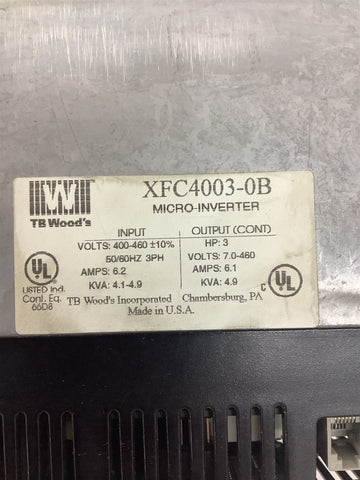 TB Wood's
XFC4003-0B
MICRO-INVERTER
INPUT
VOLTS: 400-460 ±10%
50/60HZ 3PH
AMPS: 6.2
KVA: 4.1-4.9
OUTPUT (CONT)
HP: 3
VOLTS: 7.0-460
AMPS: 6.1
KVA: 4.9
UL
LISTED Ind.
Cont. Eq.
66D8
c UL
TB Wood's Incorporated Chambersburg, PA
Made in U.S.A.